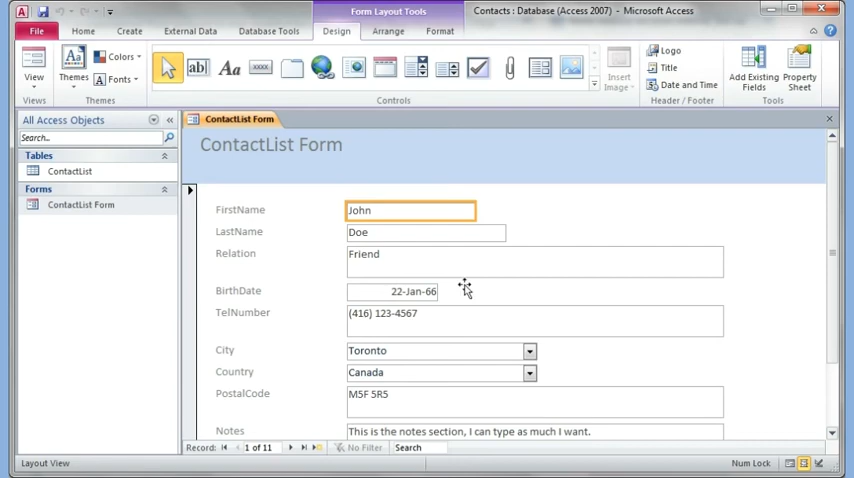 Form Layout Tools
Contacts : Database (Access 2007) - Microsoft Access
File Home Create External Data Database Tools Design Arrange Format
View
Views
Aa
Themes
Colors
Fonts
Themes
ab|
Aa
xxxx
Controls
Insert
Image
Logo
Title
Date and Time
Header / Footer
Add Existing
Fields
Property
Sheet
Tools
All Access Objects
Search...
Tables
ContactList
Forms
ContactList Form
ContactList Form
ContactList Form
FirstName John
LastName Doe
Relation Friend
BirthDate 22-Jan-66
TelNumber (416) 123-4567
City Toronto
Country Canada
PostalCode M5F 5R5
Notes This is the notes section, I can type as much I want.
Record: 1 of 11 No Filter Search
Layout View
Num Lock